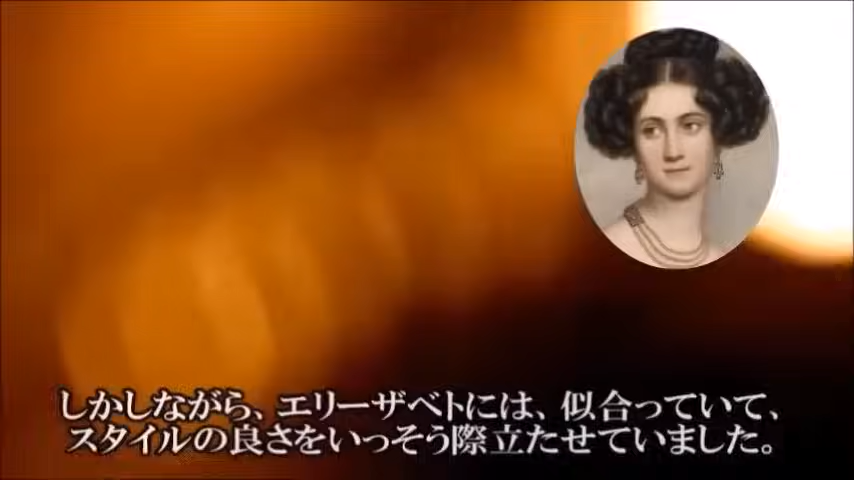 しかしながら、エリーザベトには、似合っていて、
スタイルの良さをいっそう際立たせていました。